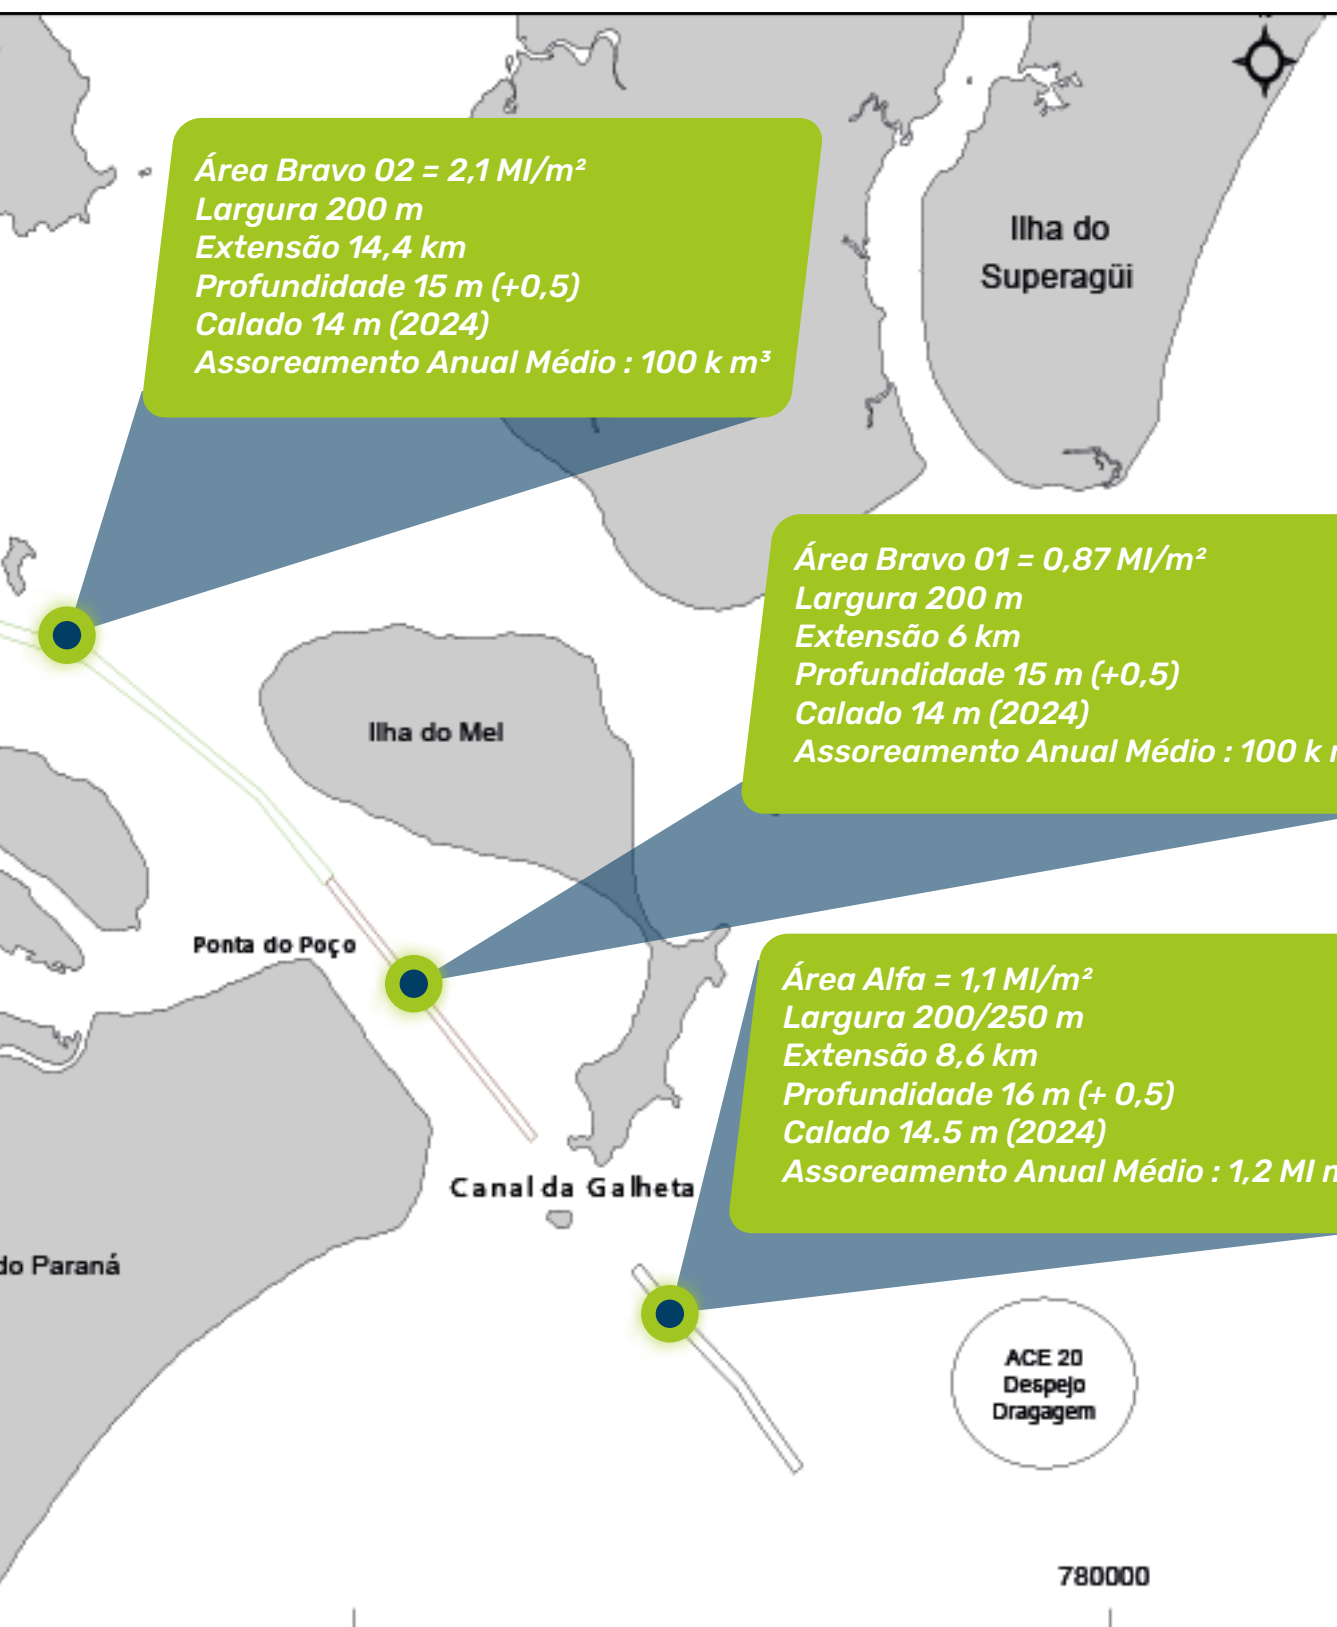 Área Bravo 02 = 2,1 MI/m²
Largura 200 m
Extensão 14,4 km
Profundidade 15 m (+0,5)
Calado 14 m (2024)
Assoreamento Anual Médio : 100 k m³
Ilha do
Superagüi
Área Bravo 01 = 0,87 MI/m²
Largura 200 m
Extensão 6 km
Profundidade 15 m (+0,5)
Calado 14 m (2024)
Assoreamento Anual Médio : 100 k
Ilha do Mel
Ponta do Poço
Área Alfa = 1,1 MI/m²
Largura 200/250 m
Extensão 8,6 km
Profundidade 16 m (+ 0,5)
Calado 14.5 m (2024)
Assoreamento Anual Médio : 1,2 MI
Canal da Galheta
do Paraná
ACE 20
Despejo
Dragagem
780000